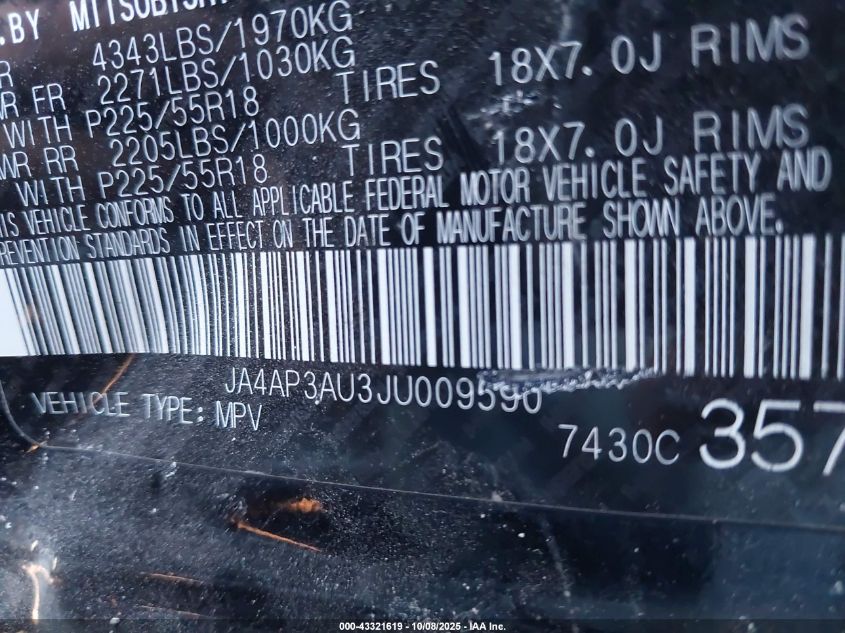 .BY MITSUBISHI
R 4343LBS/1970KG
WR FR 2271LBS/1030KG
WITH P225/55R18 TIRES 18X7.0J RIMS
AWR RR 2205LBS/1000KG
WITH P225/55R18 TIRES 18X7.0J RIMS
THIS VEHICLE CONFORMS TO ALL APPLICABLE FEDERAL MOTOR VEHICLE SAFETY AND
PREVENTION STANDARDS IN EFFECT ON THE DATE OF MANUFACTURE SHOWN ABOVE.
JA4AP3AU3JU009590
VEHICLE TYPE: MPV
7430C 357
000-43321619 - 10/08/2025 - IAA Inc.